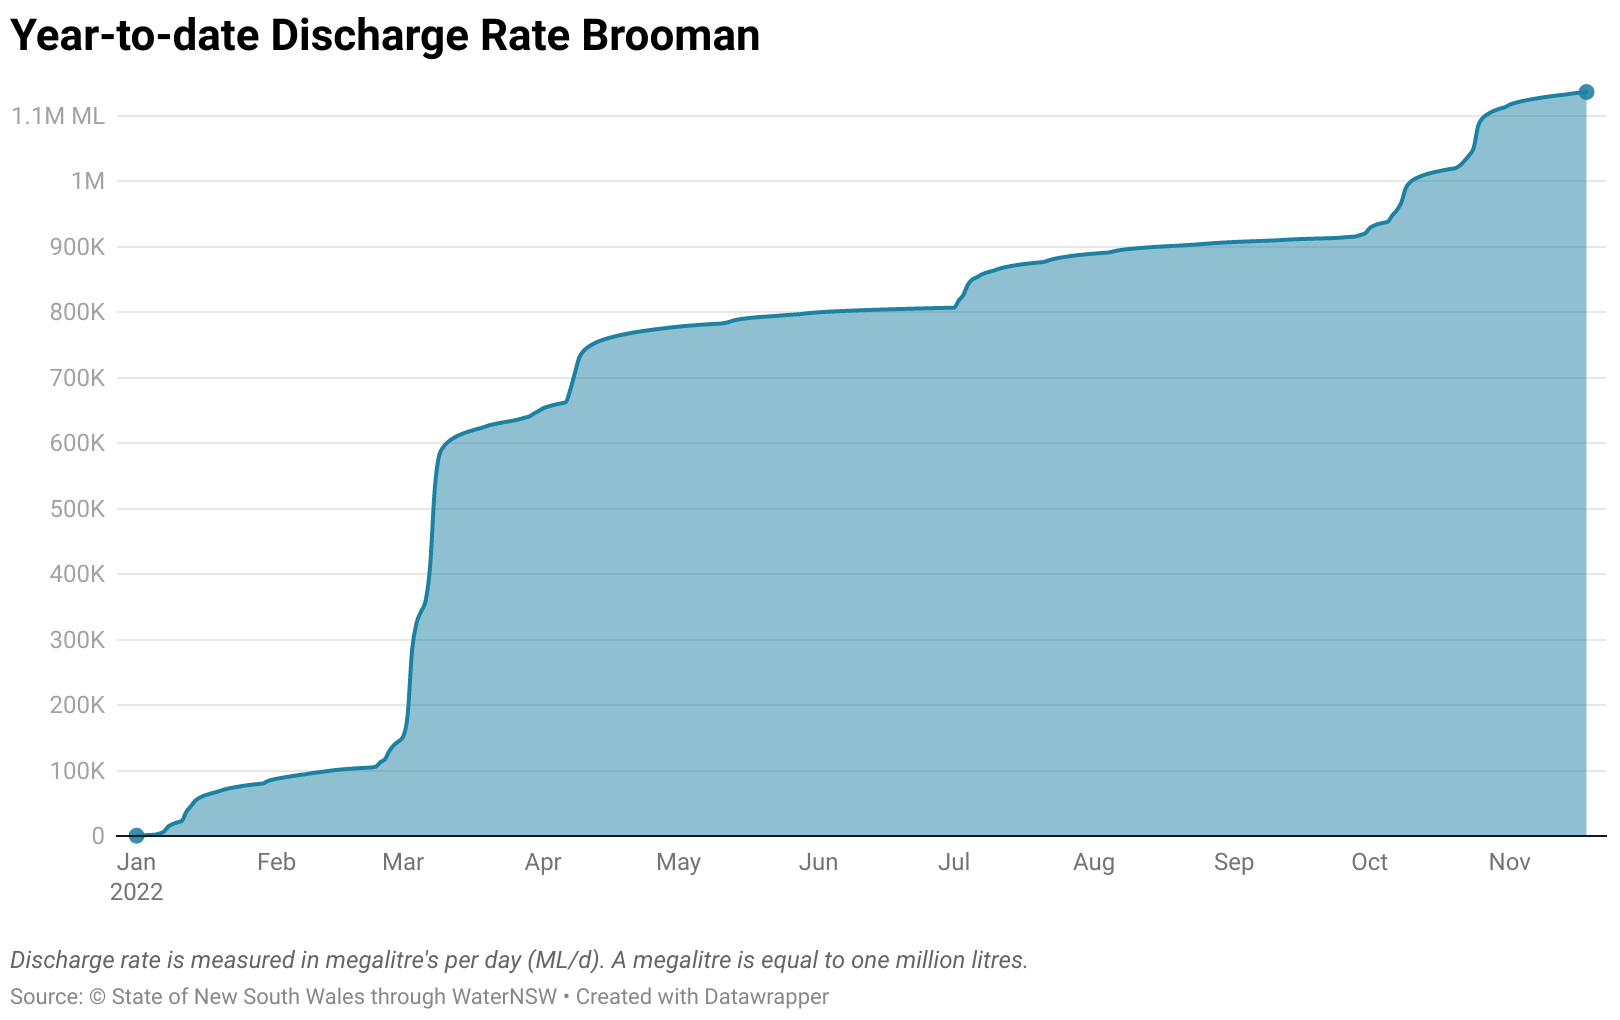 Year-to-date Discharge Rate Brooman
1.1M ML
1M
900K
800K
700K
600K
500K
400K
300K
200K
100K
0
Jan Feb Mar Apr May Jun Jul Aug Sep Oct Nov
2022
Discharge rate is measured in megalitre's per day (ML/d). A megalitre is equal to one million litres.
Source: © State of New South Wales through WaterNSW • Created with Datawrapper